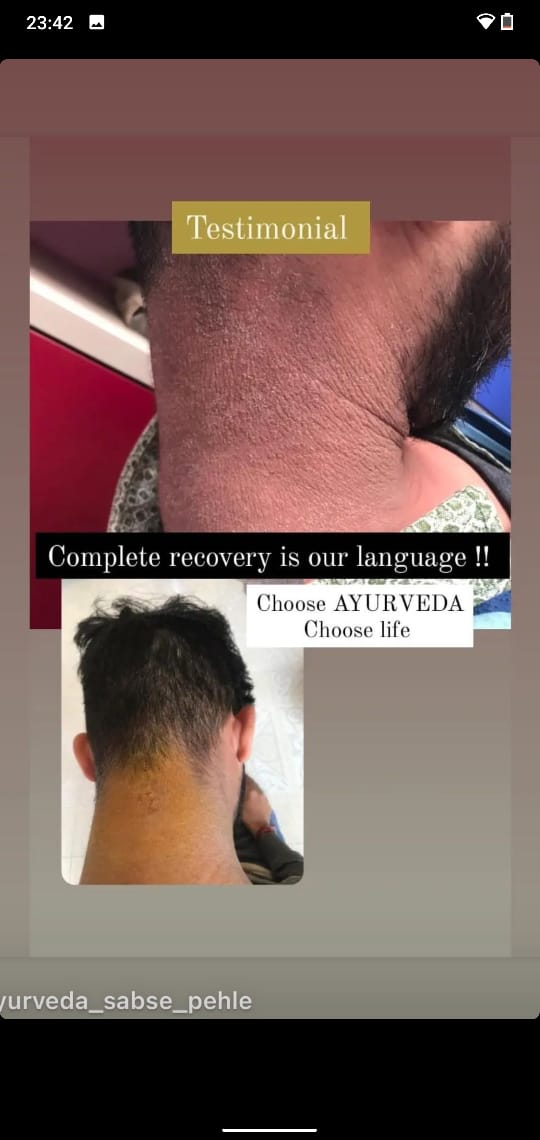 23:42
Testimonial
Complete recovery is our language !!
Choose AYURVEDA
Choose life
yurveda_sabse_pehle